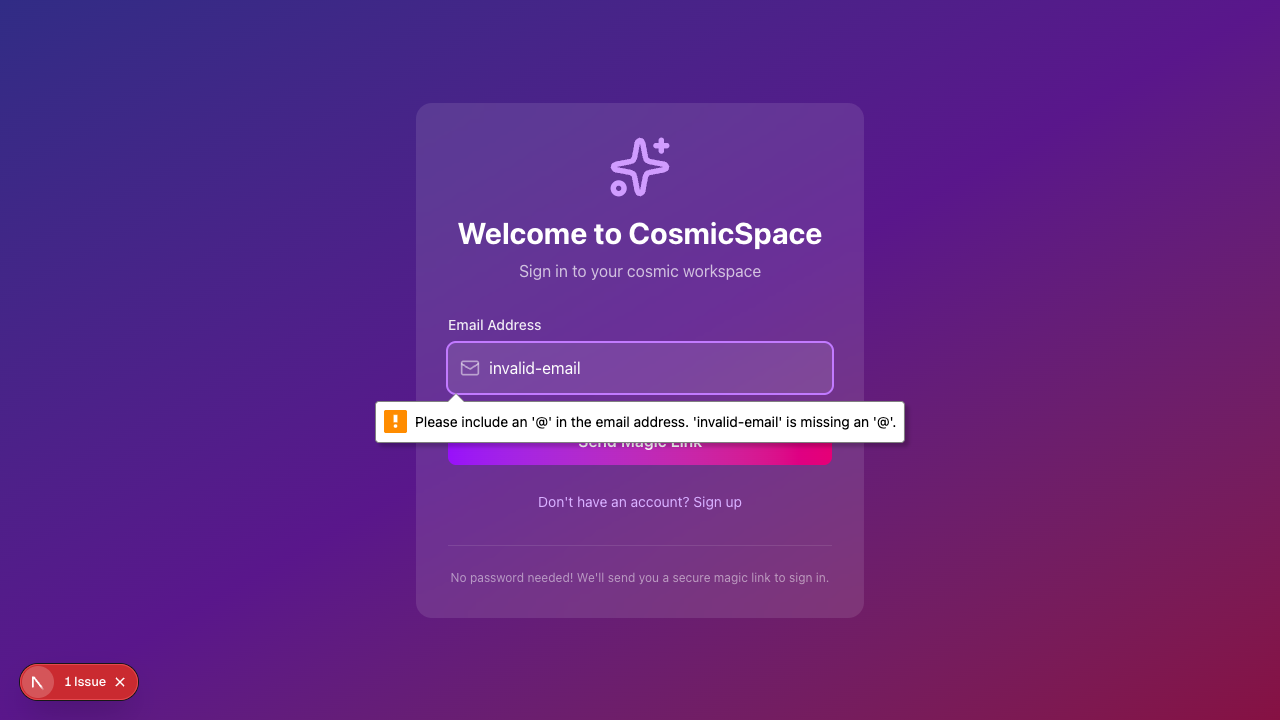 Welcome to CosmicSpace
Sign in to your cosmic workspace
Email Address
invalid-email
Please include an '@' in the email address. 'invalid-email' is missing an '@'.
Send Magic Link
Don't have an account? Sign up
No password needed! We'll send you a secure magic link to sign in.
1 Issue